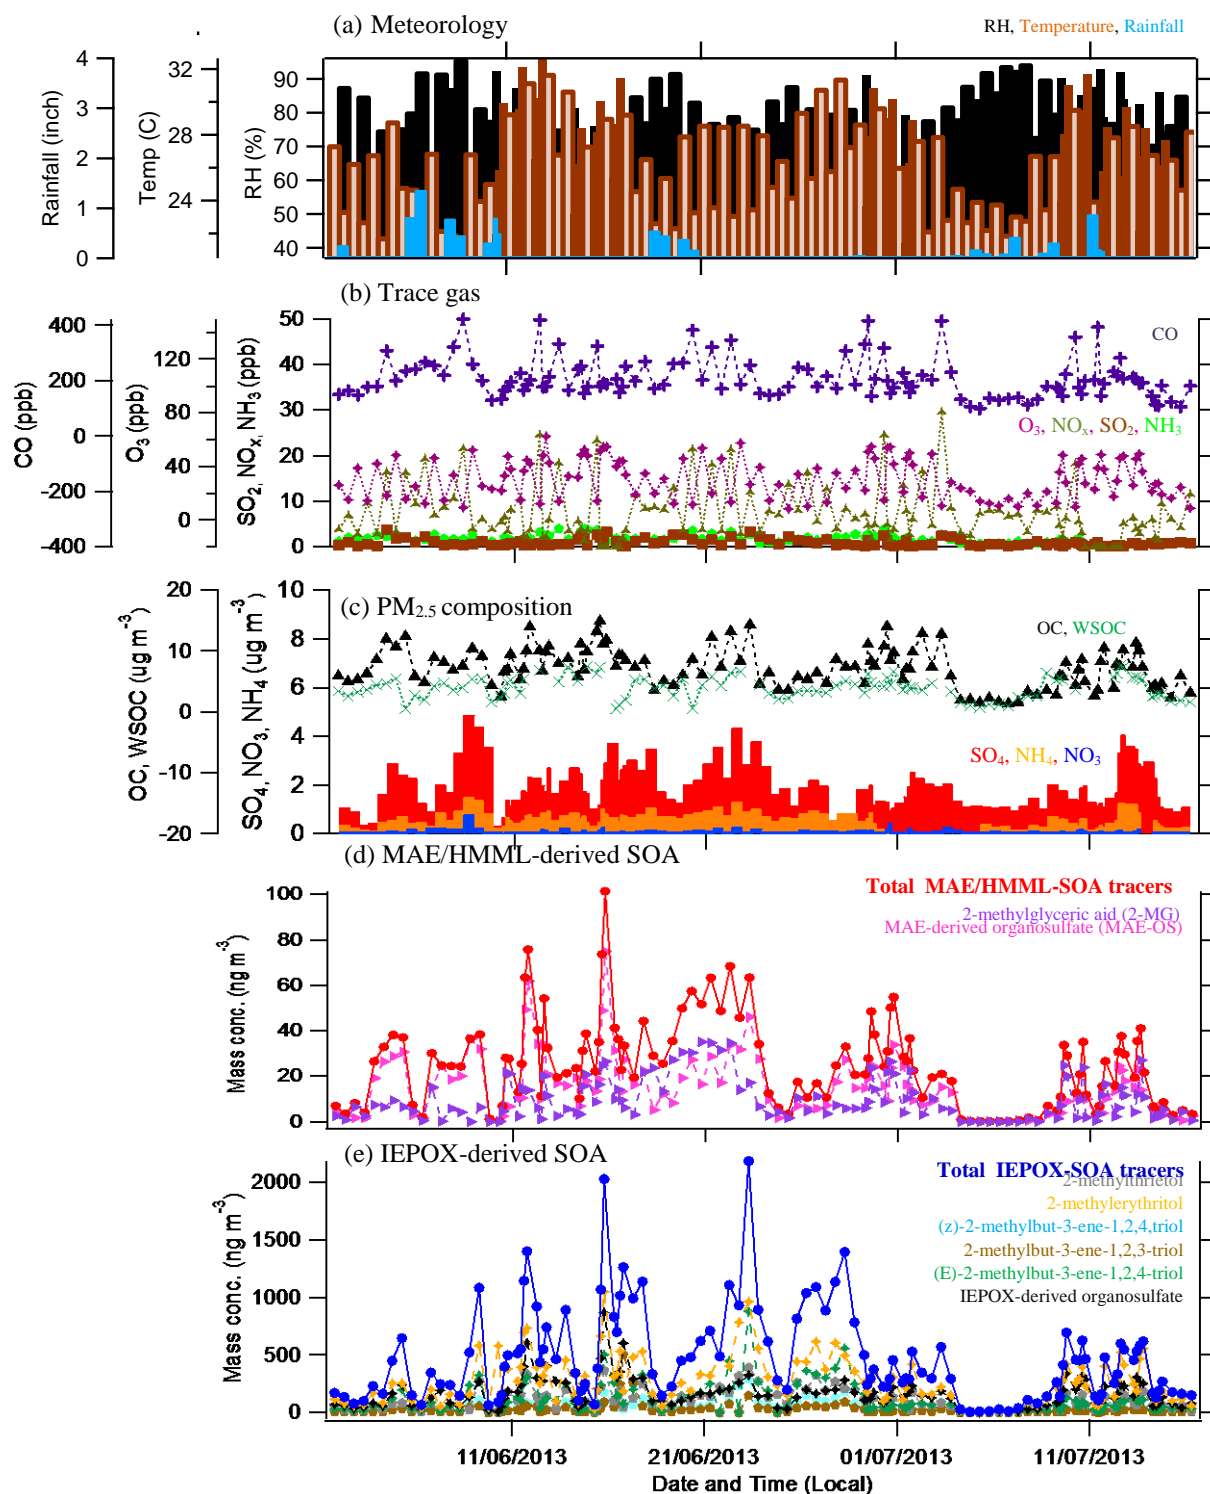 (a) Meteorology
RH, Temperature, Rainfall
Rainfall (inch)
4
3
2
1
0
Temp (C)
32
28
24
RH (%)
90
80
70
60
50
40
(b) Trace gas
CO
O3, NOx, SO2, NH3
CO (ppb)
400
200
0
-200
-400
O3 (ppb)
120
80
40
0
SO2, NOx, NH3 (ppb)
50
40
30
20
10
0
(c) PM2.5 composition
OC, WSOC
SO4, NH4, NO3
OC, WSOC (ug m-3)
20
10
0
-10
-20
SO4, NO3, NH4 (ug m-3)
10
8
6
4
2
0
(d) MAE/HMML-derived SOA
Total MAE/HMML-SOA tracers
2-methylglyceric aid (2-MG)
MAE-derived organosulfate (MAE-OS)
Mass conc. (ng m-3)
100
80
60
40
20
0
(e) IEPOX-derived SOA
Total IEPOX-SOA tracers
2-methylthrietol
2-methylerythritol
(z)-2-methylbut-3-ene-1,2,4,triol
2-methylbut-3-ene-1,2,3-triol
(E)-2-methylbut-3-ene-1,2,4-triol
IEPOX-derived organosulfate
Mass conc. (ng m-3)
2000
1500
1000
500
0
11/06/2013 21/06/2013 01/07/2013 11/07/2013
Date and Time (Local)